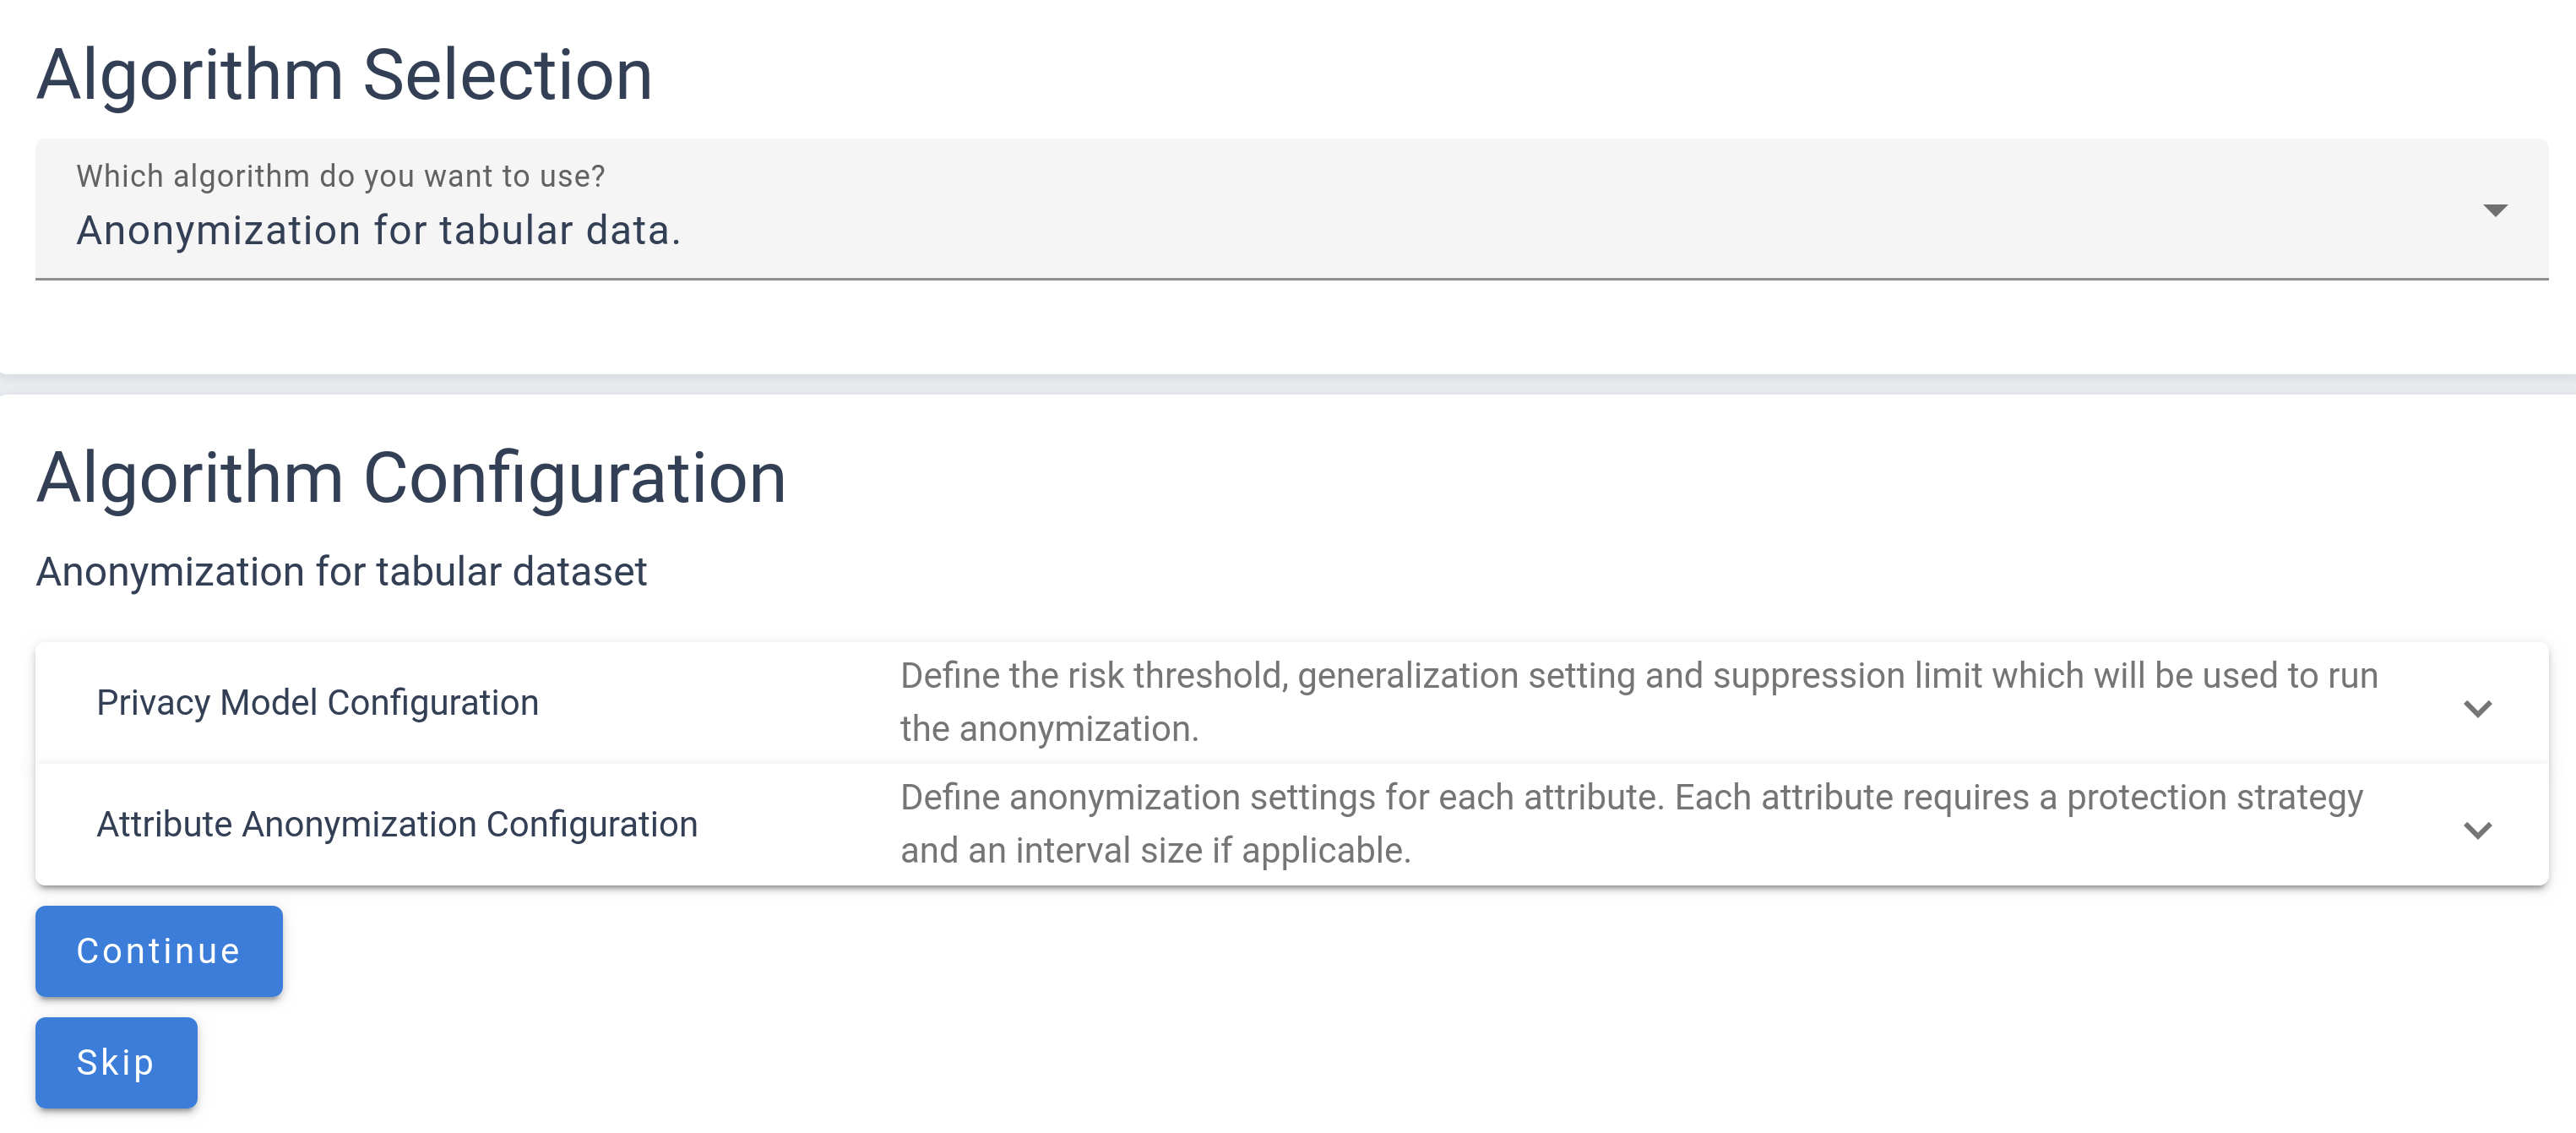 Algorithm Selection
Which algorithm do you want to use?
Anonymization for tabular data.
Algorithm Configuration
Anonymization for tabular dataset
Privacy Model Configuration
Define the risk threshold, generalization setting and suppression limit which will be used to run
the anonymization.
Attribute Anonymization Configuration
Define anonymization settings for each attribute. Each attribute requires a protection strategy
and an interval size if applicable.
Continue
Skip